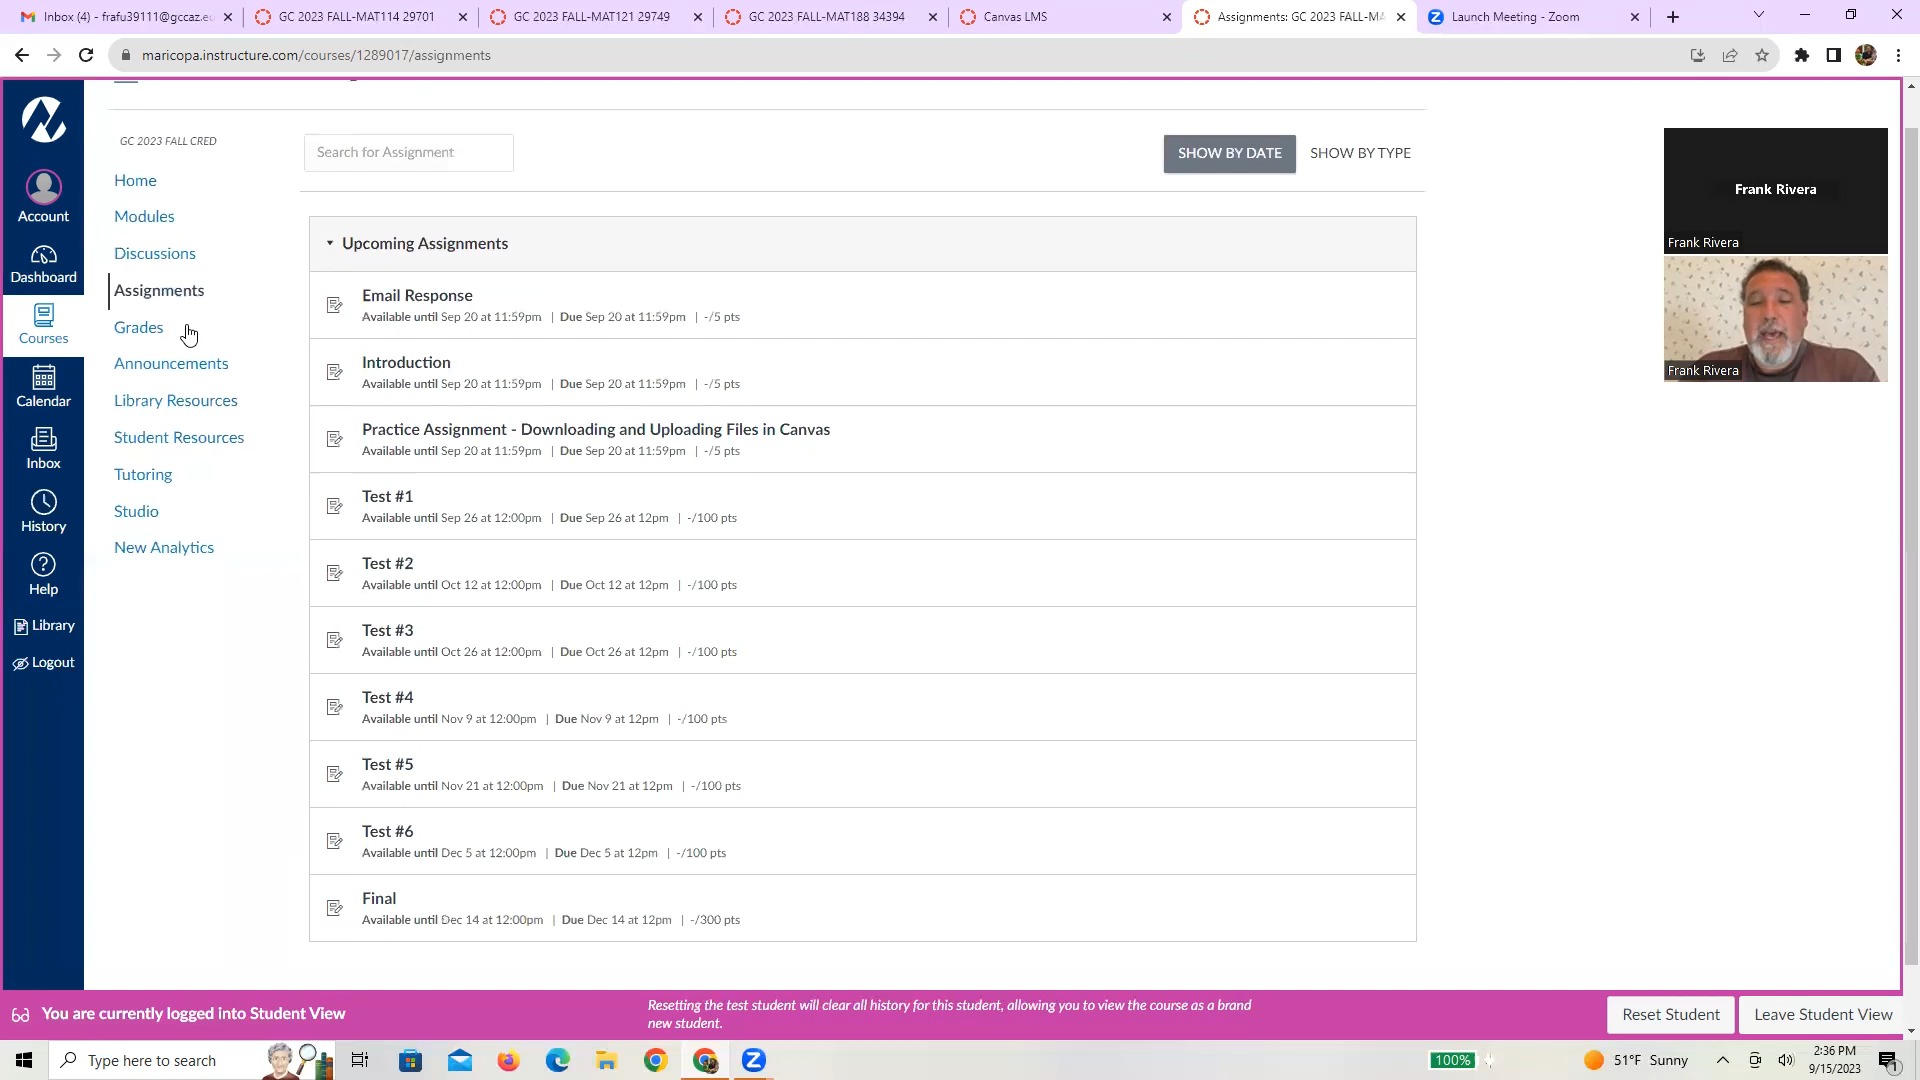 Inbox (4) - frafu39111@gccaz.eu
GC 2023 FALL-MAT114 29701
GC 2023 FALL-MAT121 29749
GC 2023 FALL-MAT188 34394
Canvas LMS
Assignments: GC 2023 FALL-MA
Launch Meeting - Zoom
maricopa.instructure.com/courses/1289017/assignments
Account
Dashboard
Courses
Calendar
Inbox
History
Help
Library
Logout
GC 2023 FALL CRED
Home
Modules
Discussions
Assignments
Grades
Announcements
Library Resources
Student Resources
Tutoring
Studio
New Analytics
Search for Assignment
SHOW BY DATE
SHOW BY TYPE
Upcoming Assignments
Email Response
Available until Sep 20 at 11:59pm | Due Sep 20 at 11:59pm | -/5 pts
Introduction
Available until Sep 20 at 11:59pm | Due Sep 20 at 11:59pm | -/5 pts
Practice Assignment - Downloading and Uploading Files in Canvas
Available until Sep 20 at 11:59pm | Due Sep 20 at 11:59pm | -/5 pts
Test #1
Available until Sep 26 at 12:00pm | Due Sep 26 at 12pm | -/100 pts
Test #2
Available until Oct 12 at 12:00pm | Due Oct 12 at 12pm | -/100 pts
Test #3
Available until Oct 26 at 12:00pm | Due Oct 26 at 12pm | -/100 pts
Test #4
Available until Nov 9 at 12:00pm | Due Nov 9 at 12pm | -/100 pts
Test #5
Available until Nov 21 at 12:00pm | Due Nov 21 at 12pm | -/100 pts
Test #6
Available until Dec 5 at 12:00pm | Due Dec 5 at 12pm | -/100 pts
Final
Available until Dec 14 at 12:00pm | Due Dec 14 at 12pm | -/300 pts
Frank Rivera
Frank Rivera
Frank Rivera
You are currently logged into Student View
Resetting the test student will clear all history for this student, allowing you to view the course as a brand
new student.
Reset Student
Leave Student View
Type here to search
100%
51°F Sunny
2:36 PM
9/15/2023
1